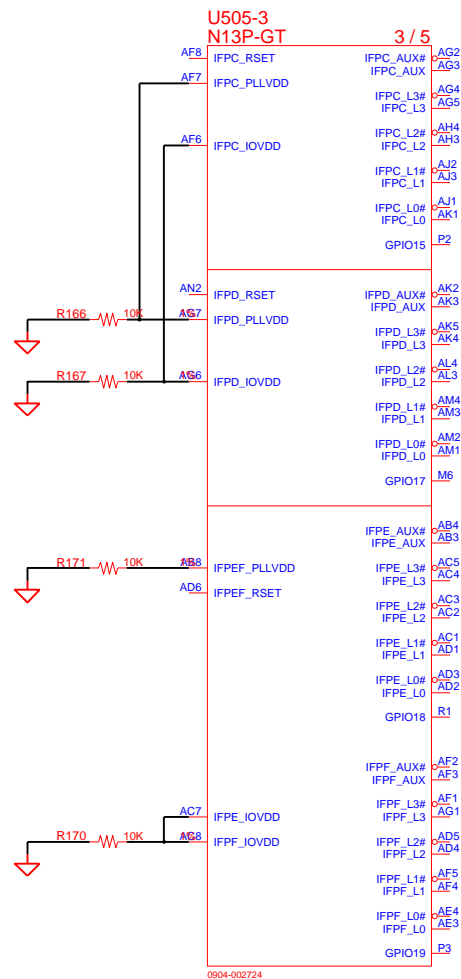 U505-3
N13P-GT 3 / 5
AF8 IFPC_RSET IFPC_AUX# AG2
IFPC_AUX AG3
AF7 IFPC_PLLVDD
IFPC_L3# AG4
IFPC_L3 AG5
IFPC_L2# AH4
AF6 IFPC_IOVDD IFPC_L2 AH3
IFPC_L1# AJ2
IFPC_L1 AJ3
IFPC_L0# AJ1
IFPC_L0 AK1
GPIO15 P2
AN2 IFPD_RSET IFPD_AUX# AK2
IFPD_AUX AK3
R166 10K AG7 IFPD_PLLVDD
IFPD_L3# AK5
IFPD_L3 AK4
IFPD_L2# AL4
R167 10K AG6 IFPD_IOVDD IFPD_L2 AL3
IFPD_L1# AM4
IFPD_L1 AM3
IFPD_L0# AM2
IFPD_L0 AM1
GPIO17 M6
IFPE_AUX# AB4
IFPE_AUX AB3
R171 10K AB8 IFPEF_PLLVDD IFPE_L3# AC5
IFPE_L3 AC4
AD6 IFPEF_RSET
IFPE_L2# AC3
IFPE_L2 AC2
IFPE_L1# AC1
IFPE_L1 AD1
IFPE_L0# AD3
IFPE_L0 AD2
GPIO18 R1
IFPF_AUX# AF2
IFPF_AUX AF3
IFPF_L3# AF1
AC7 IFPE_IOVDD IFPF_L3 AG1
R170 10K AC8 IFPF_IOVDD IFPF_L2# AD5
IFPF_L2 AD4
IFPF_L1# AF5
IFPF_L1 AF4
IFPF_L0# AE4
IFPF_L0 AE3
GPIO19 P3
0904-002724